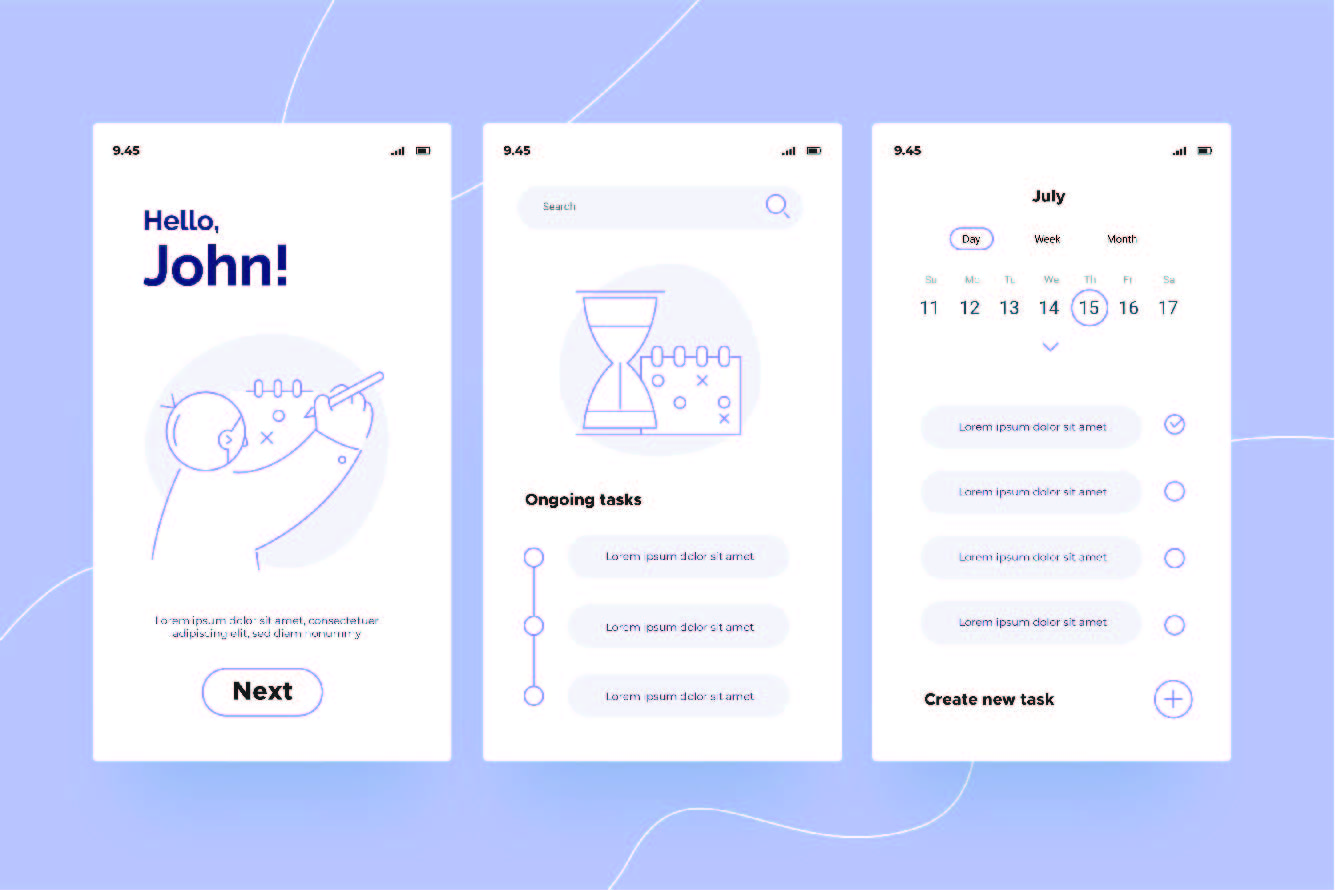 9.45
Hello,
John!
Lorem ipsum dolor sit amet, consectetuer
adipiscing elit, sed diam nonummy
Next
9.45
Search
Ongoing tasks
Lorem ipsum dolor sit amet
Lorem ipsum dolor sit amet
Lorem ipsum dolor sit amet
9.45
July
Day Week Month
Su Mo Tu We Th Fr Sa
11 12 13 14 15 16 17
Lorem ipsum dolor sit amet
Lorem ipsum dolor sit amet
Lorem ipsum dolor sit amet
Lorem ipsum dolor sit amet
Create new task